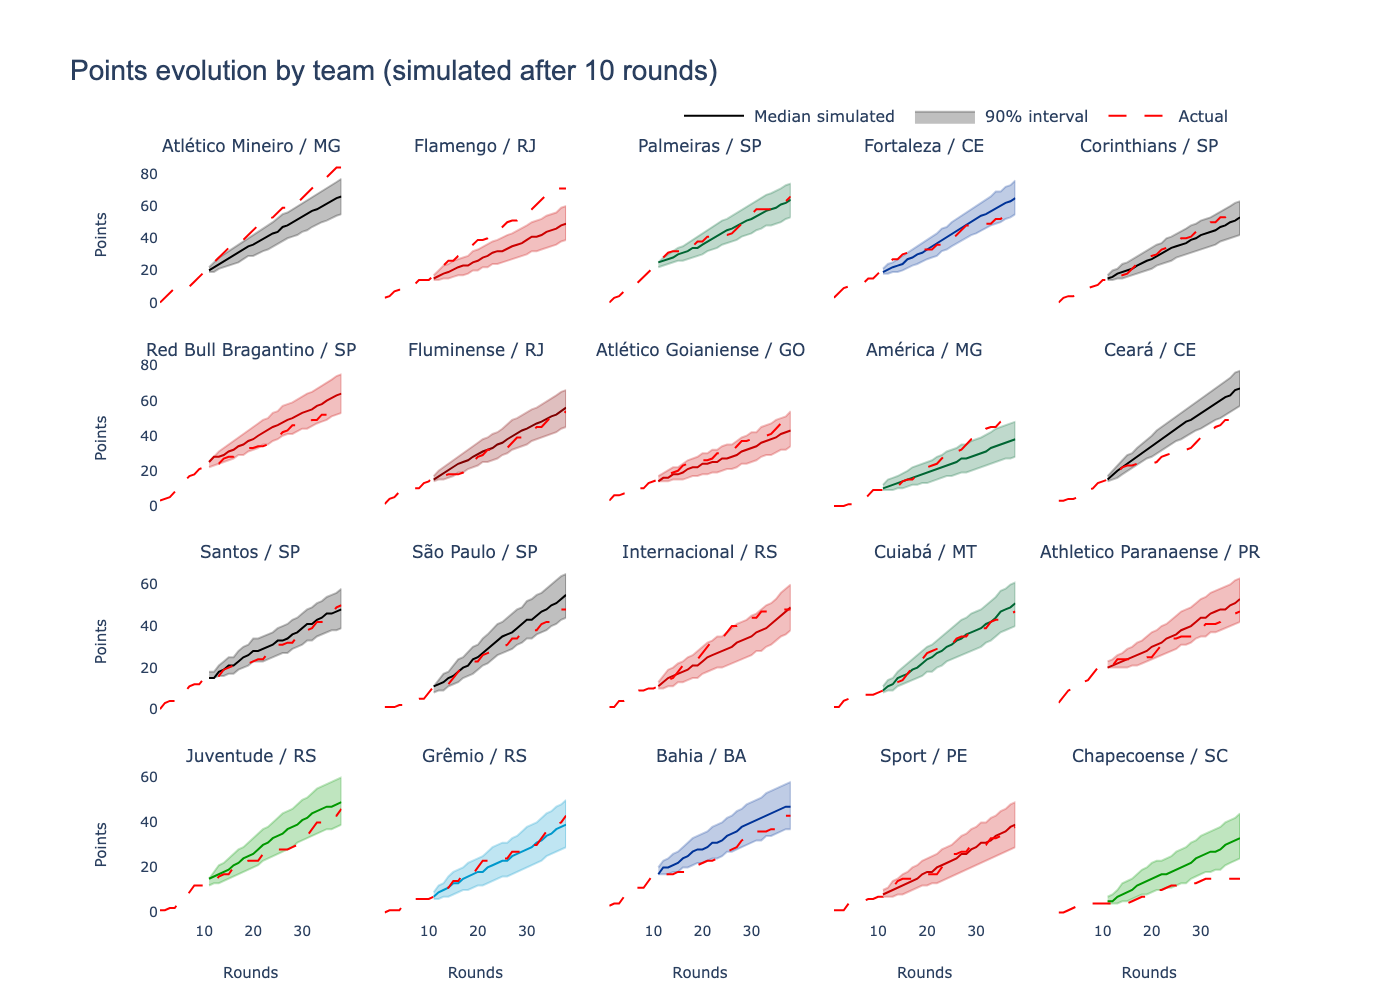 Points evolution by team (simulated after 10 rounds)
Median simulated 90% interval Actual
Atlético Mineiro / MG Flamengo / RJ Palmeiras / SP Fortaleza / CE Corinthians / SP
80
60
40
20
0
Points
Red Bull Bragantino / SP Fluminense / RJ Atlético Goianiense / GO América / MG Ceará / CE
80
60
40
20
0
Points
Santos / SP São Paulo / SP Internacional / RS Cuiabá / MT Athletico Paranaense / PR
60
40
20
0
Points
Juventude / RS Grêmio / RS Bahia / BA Sport / PE Chapecoense / SC
60
40
20
0
Points
10 20 30 10 20 30 10 20 30 10 20 30 10 20 30
Rounds Rounds Rounds Rounds Rounds